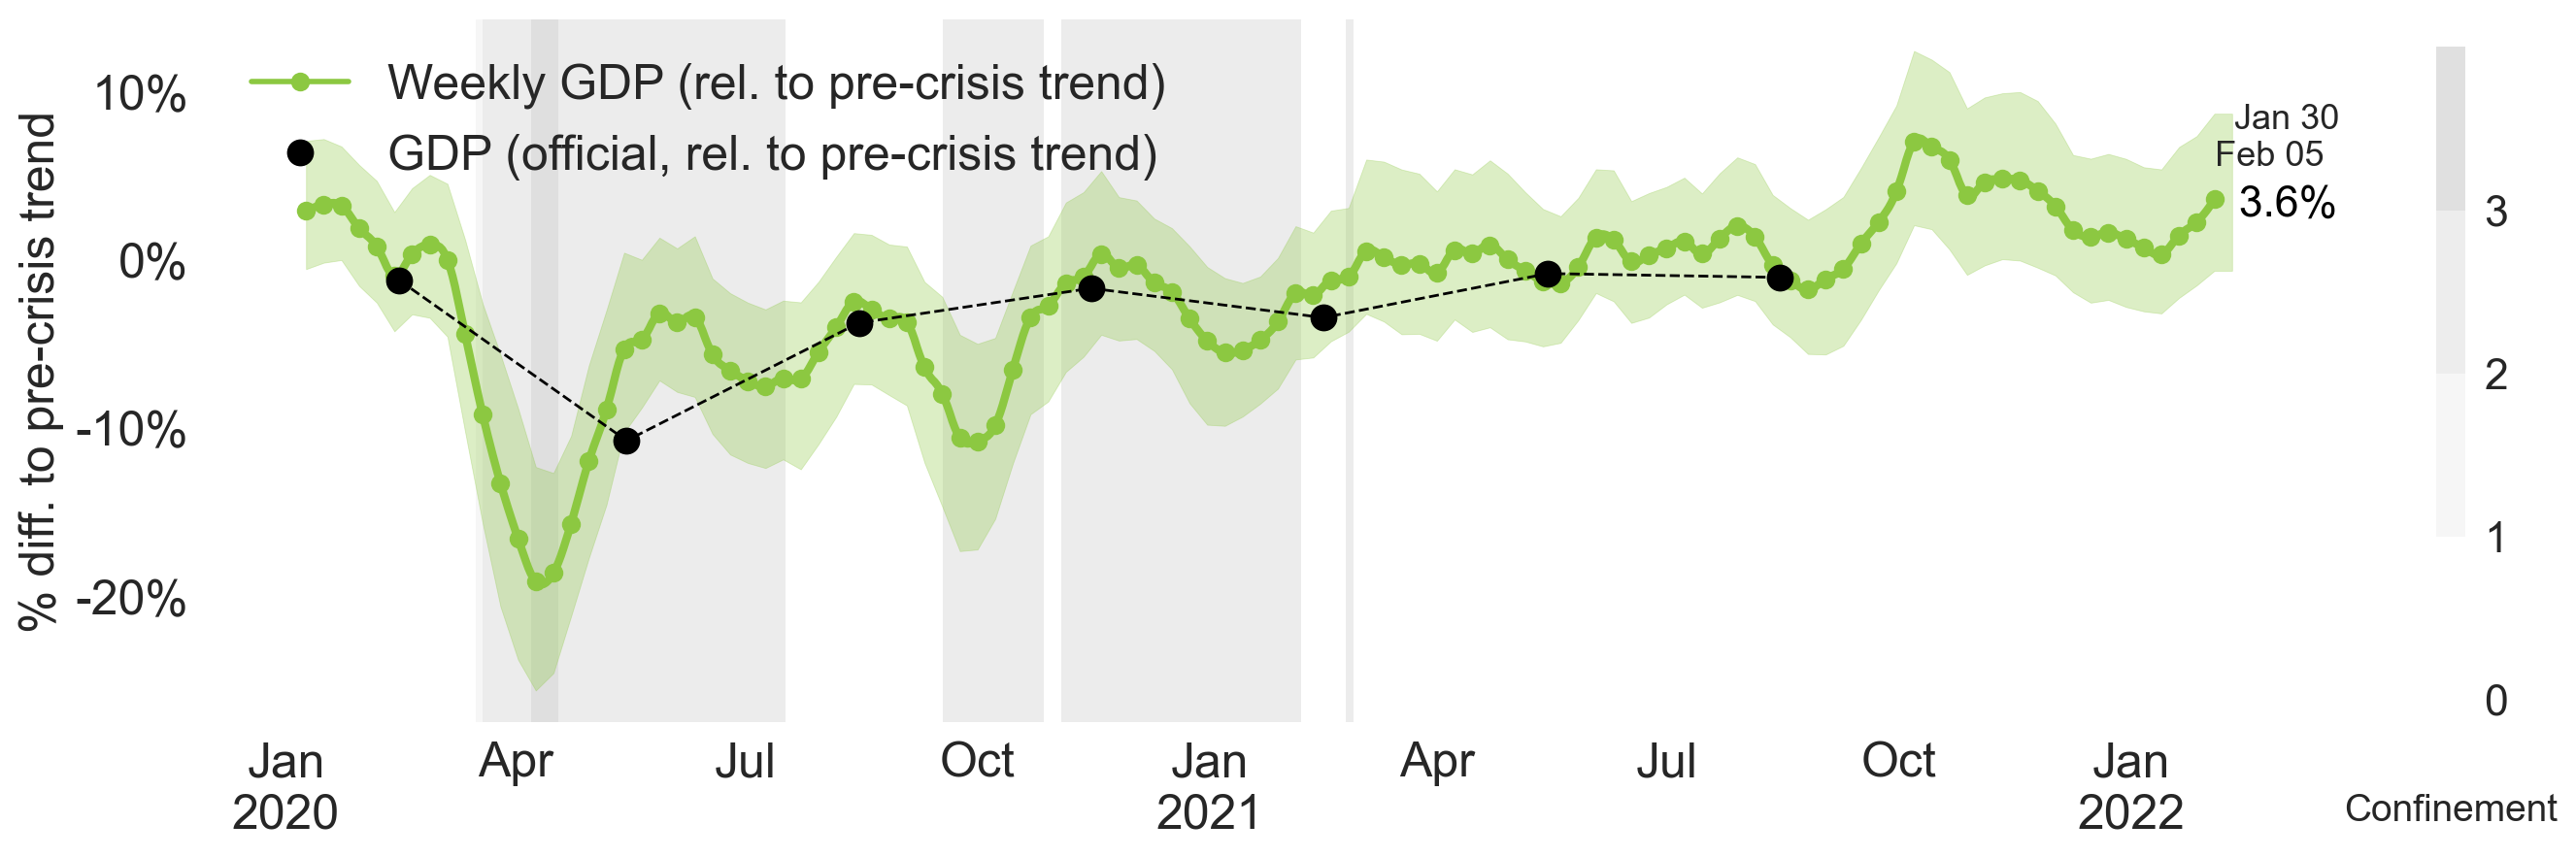 Weekly GDP (rel. to pre-crisis trend)
GDP (official, rel. to pre-crisis trend)
% diff. to pre-crisis trend
10%
0%
-10%
-20%
Jan 30
Feb 05
3.6%
3
2
1
0
Jan Apr Jul Oct Jan Apr Jul Oct Jan
2020 2021 2022
Confinement